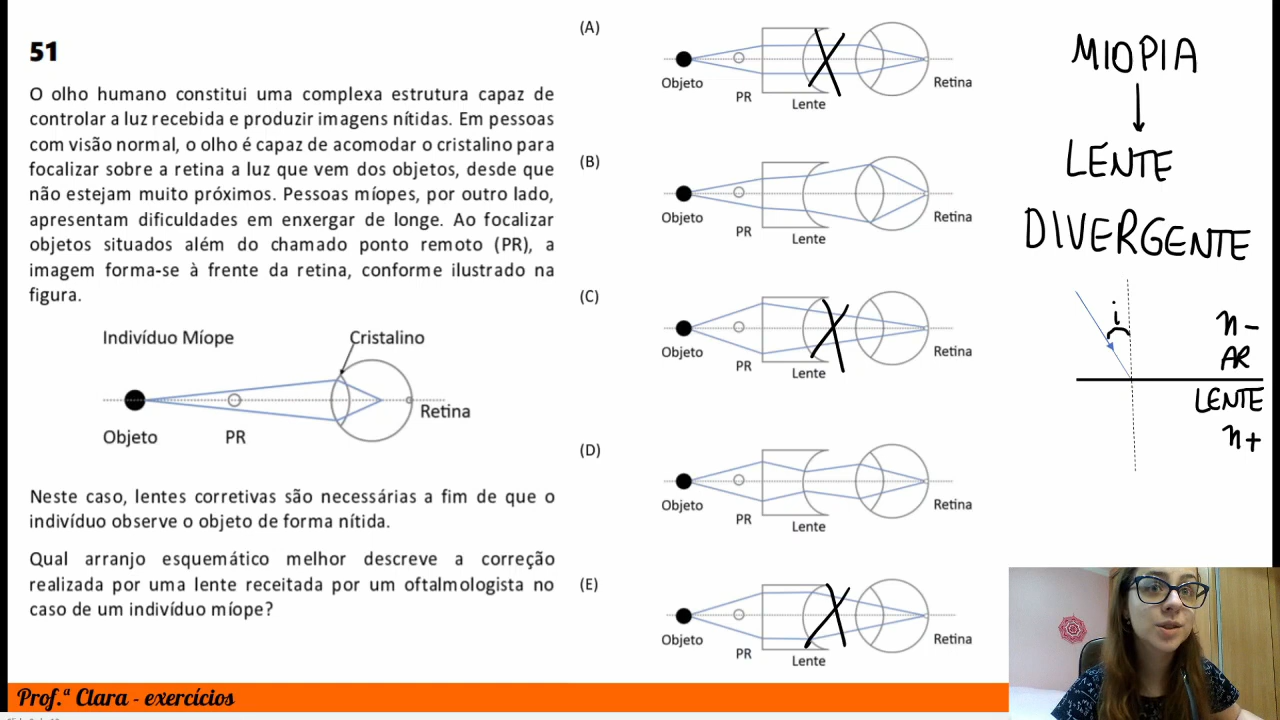 51
O olho humano constitui uma complexa estrutura capaz de
controlar a luz recebida e produzir imagens nítidas. Em pessoas
com visão normal, o olho é capaz de acomodar o cristalino para
focalizar sobre a retina a luz que vem dos objetos, desde que
não estejam muito próximos. Pessoas míopes, por outro lado,
apresentam dificuldades em enxergar de longe. Ao focalizar
objetos situados além do chamado ponto remoto (PR), a
imagem forma-se à frente da retina, conforme ilustrado na
figura.
Indivíduo Míope
Cristalino
Retina
Objeto
PR
Neste caso, lentes corretivas são necessárias a fim de que o
indivíduo observe o objeto de forma nítida.
Qual arranjo esquemático melhor descreve a correção
realizada por uma lente receitada por um oftalmologista no
caso de um indivíduo míope?
(A)
Objeto
PR
Lente
Retina
(B)
Objeto
PR
Lente
Retina
(C)
Objeto
PR
Lente
Retina
(D)
Objeto
PR
Lente
Retina
(E)
Objeto
PR
Lente
Retina
MIOPIA
LENTE
DIVERGENTE
i
n-
AR
LENTE
n+
Prof.ª Clara - exercícios